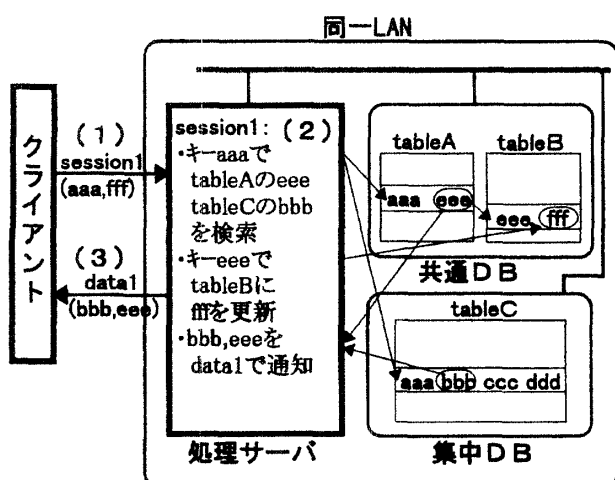 同一LAN
クライアント
(1)
session1
(aaa,fff)
(3)
data1
(bbb,eee)
session1: (2)
・キーaaaで
tableAのeee
tableCのbbb
を検索
・キーeeeで
tableBに
fffを更新
・bbb,eeeを
data1で通知
処理サーバ
tableA
aaa eee
tableB
eee fff
共通DB
tableC
aaa bbb ccc ddd
集中DB